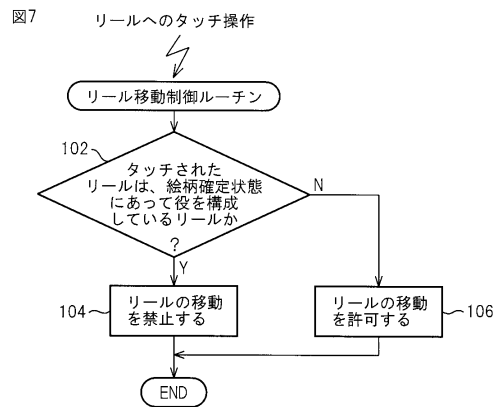 図7
リールへのタッチ操作
リール移動制御ルーチン
102
タッチされた
リールは、絵柄確定状態
にあって役を構成
しているリールか
?
N
Y
104
リールの移動
を禁止する
リールの移動
を許可する
106
END